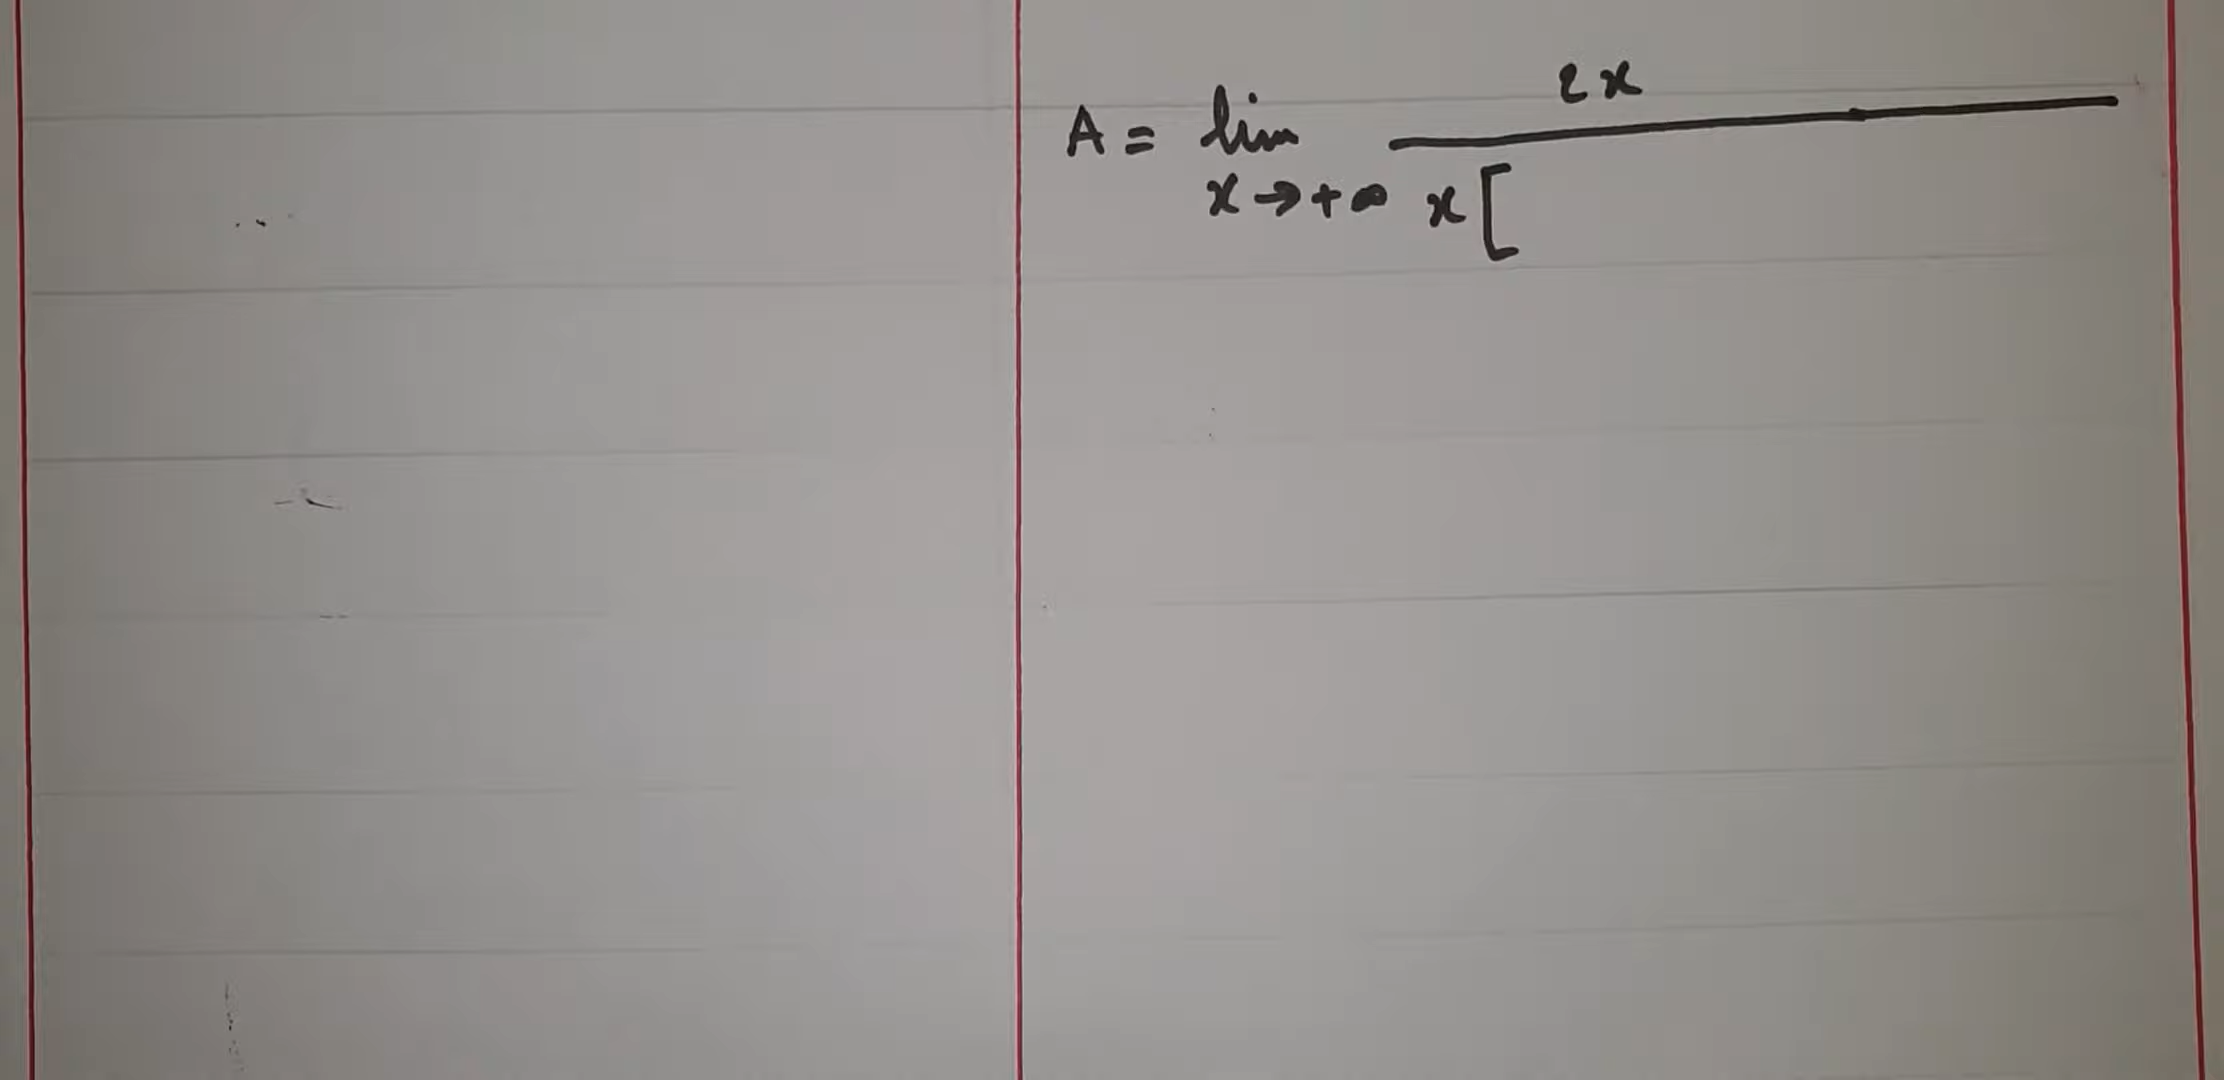 A = lim 2x
x → +∞ x[